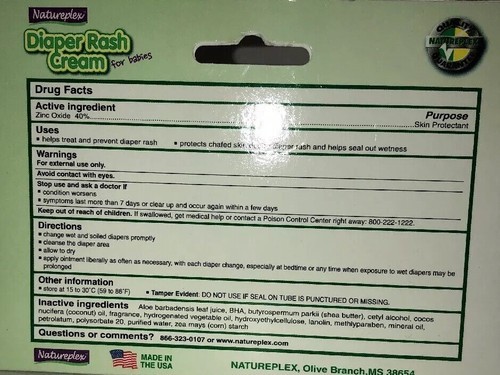 Natureplex
Diaper Rash
Cream for babies
QUALITY
NATUREPLEX
Drug Facts
Active ingredient Purpose
Zinc Oxide 40%...Skin Protectant
Uses
▪ helps treat and prevent diaper rash ▪ protects chafed skin rash and helps seal out wetness
Warnings
For external use only.
Avoid contact with eyes.
Stop use and ask a doctor if
▪ condition worsens
▪ symptoms last more than 7 days or clear up and occur again within a few days
Keep out of reach of children. If swallowed, get medical help or contact a Poison Control Center right away: 800-222-1222.
Directions
▪ change wet and soiled diapers promptly
▪ cleanse the diaper area
▪ allow to dry
▪ apply ointment liberally as often as necessary, with each diaper change, especially at bedtime or any time when exposure to wet diapers may be
prolonged
Other information
▪ store at 15 to 30°C (59 to 86°F) ▪ Tamper Evident: DO NOT USE IF SEAL ON TUBE IS PUNCTURED OR MISSING.
Inactive ingredients Aloe barbadensis leaf juice, BHA, butyrospermum parkii (shea butter), cetyl alcohol, cocos
nucifera (coconut) oil, fragrance, hydrogenated vegetable oil, hydroxyethylcellulose, lanolin, methylparaben, mineral oil,
petrolatum, polysorbate 20, purified water, zea mays (corn) starch
Questions or comments? 866-323-0107 or www.natureplex.com
Natureplex MADE IN
THE USA
NATUREPLEX, Olive Branch, MS 38654